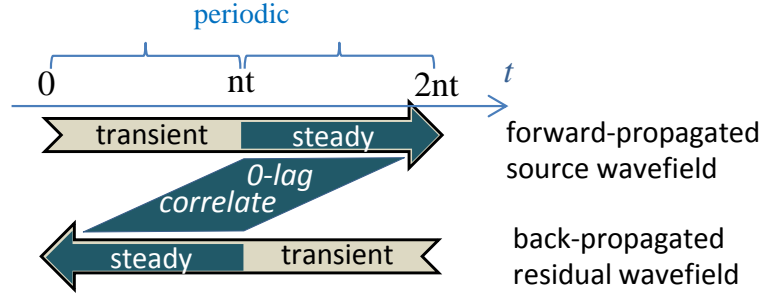 periodic
0 nt 2nt t
transient steady
forward-propagated
source wavefield
0-lag
correlate
back-propagated
residual wavefield
steady transient